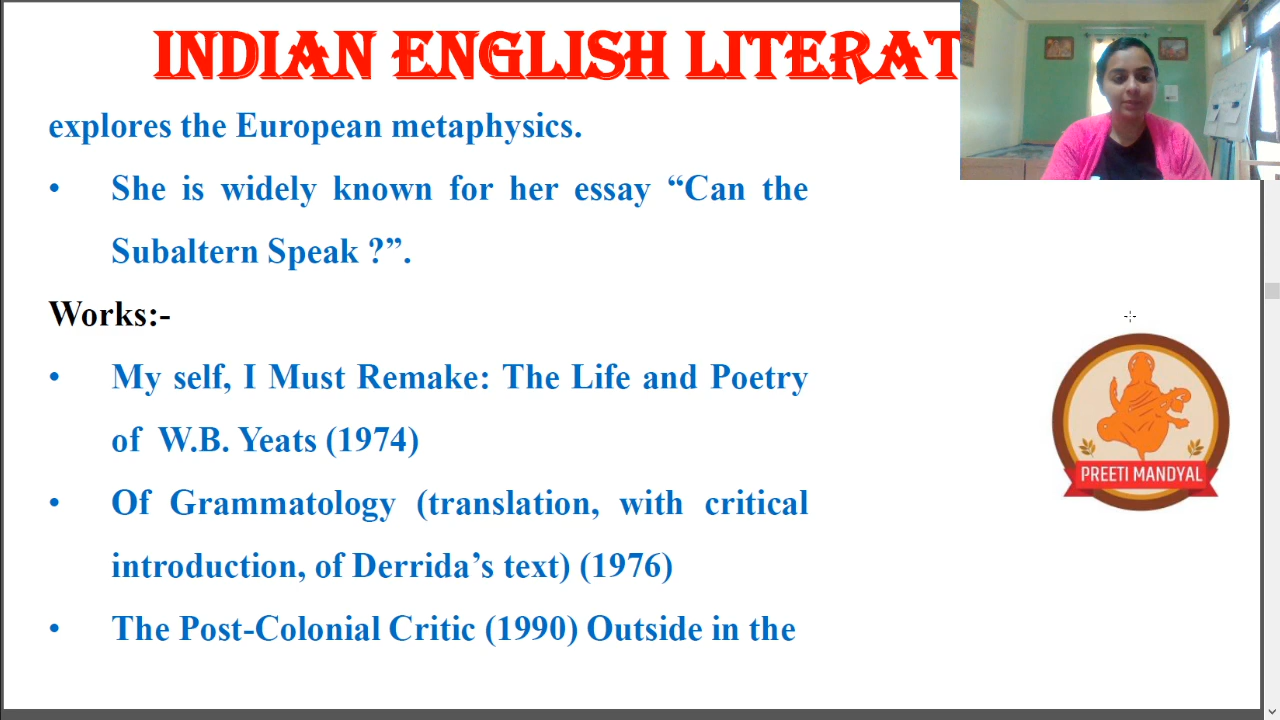 INDIAN ENGLISH LITERAT
explores the European metaphysics.
• She is widely known for her essay “Can the
Subaltern Speak ?”.
Works:-
• My self, I Must Remake: The Life and Poetry
of W.B. Yeats (1974)
• Of Grammatology (translation, with critical
introduction, of Derrida’s text) (1976)
• The Post-Colonial Critic (1990) Outside in the
PREETI MANDYAL